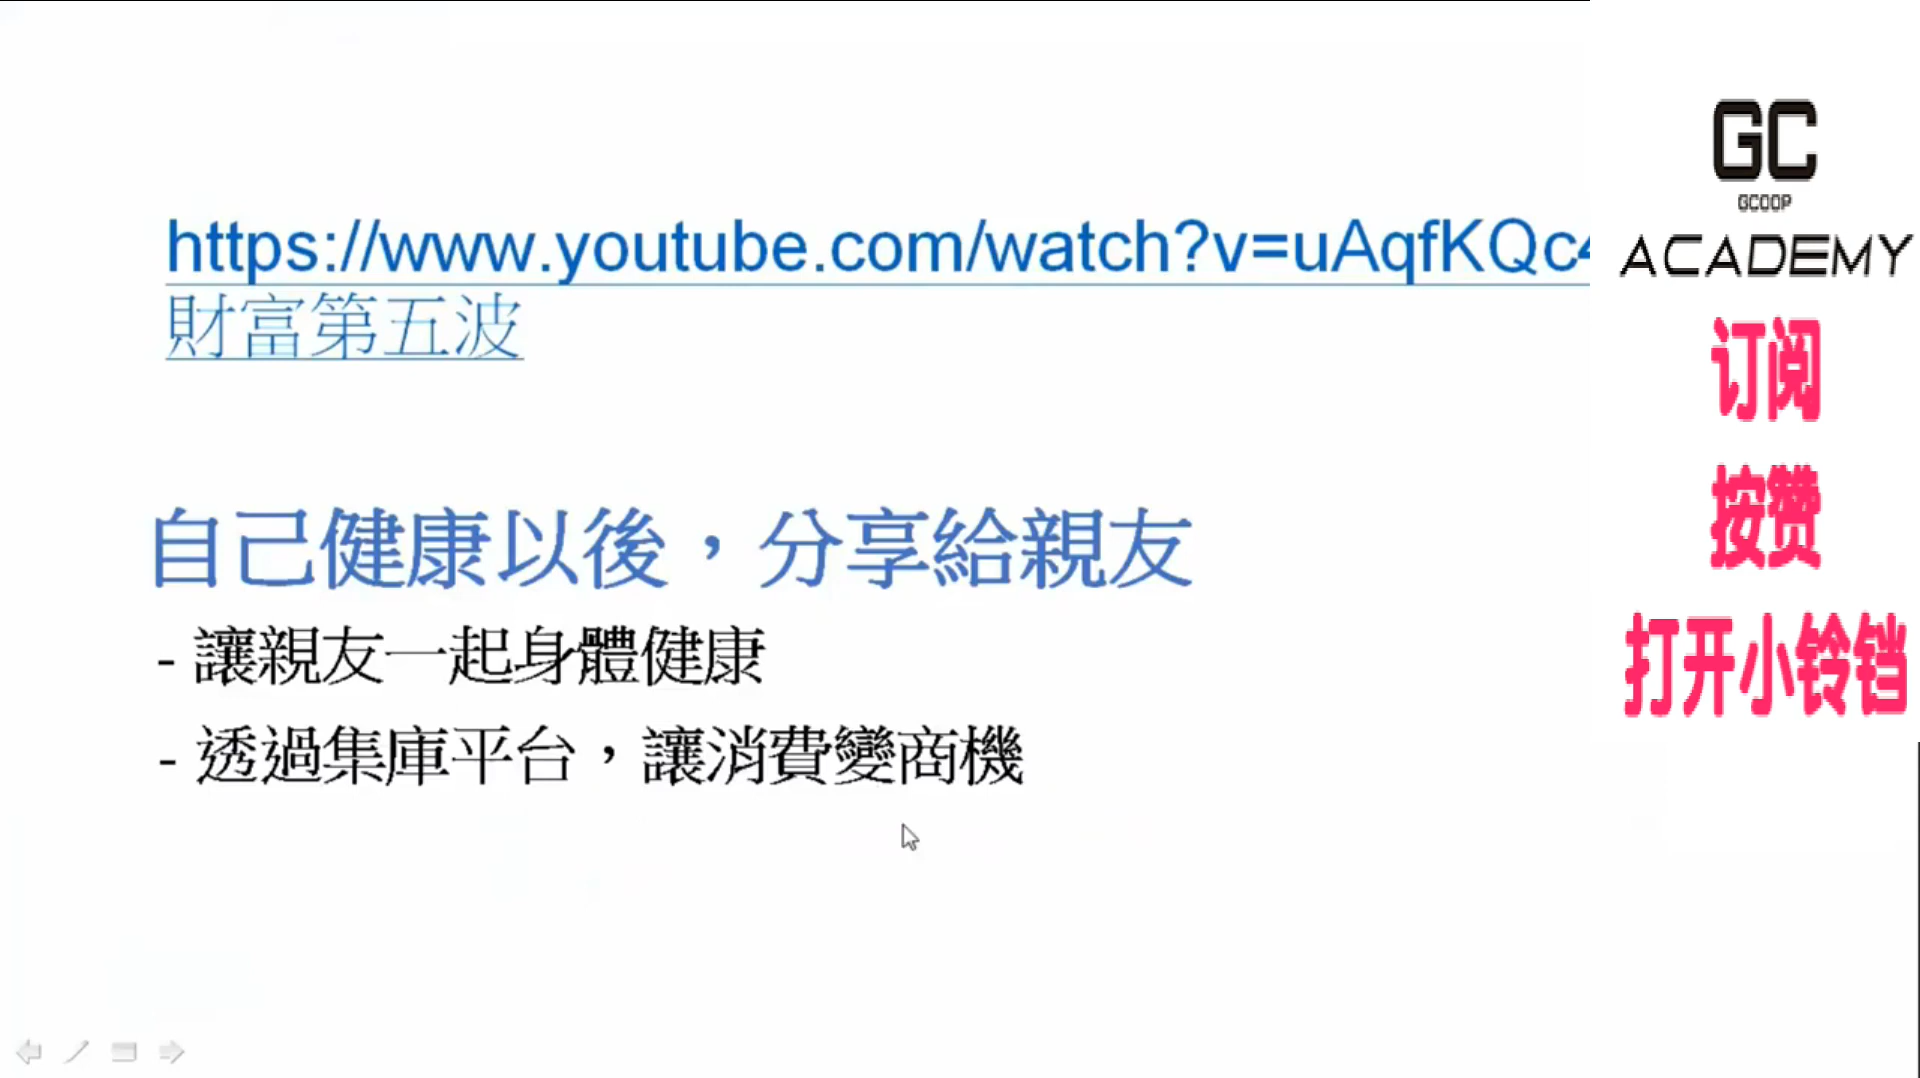 https://www.youtube.com/watch?v=uAqfKQc4
財富第五波
自己健康以後，分享給親友
- 讓親友一起身體健康
- 透過集庫平台，讓消費變商機
GC
GCOOP
ACADEMY
订阅
按赞
打开小铃铛